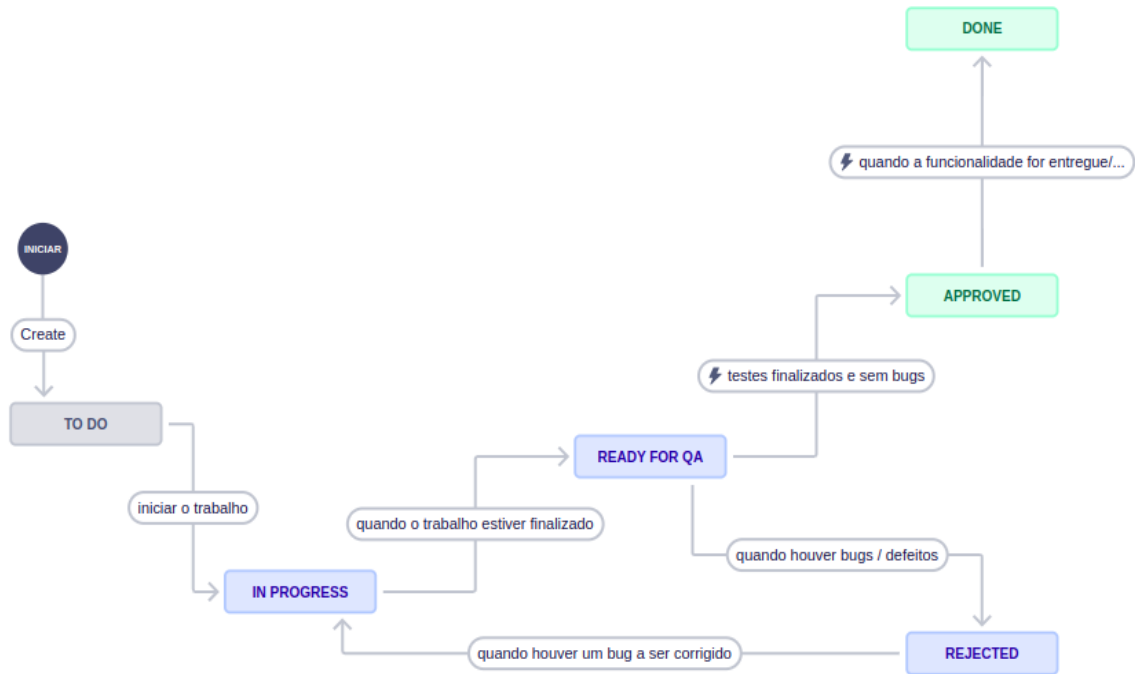 DONE
quando a funcionalidade for entregue/...
INICIAR
APPROVED
Create
testes finalizados e sem bugs
TO DO
READY FOR QA
iniciar o trabalho
quando o trabalho estiver finalizado
quando houver bugs / defeitos
IN PROGRESS
quando houver um bug a ser corrigido
REJECTED